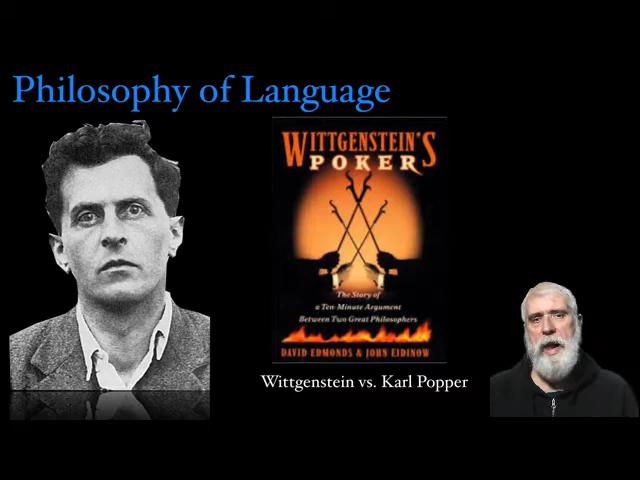 Philosophy of Language
WITTGENSTEIN'S
POKER
The Story of
a Ten-Minute Argument
Between Two Great Philosophers
DAVID EDMONDS & JOHN EIDINOW
Wittgenstein vs. Karl Popper